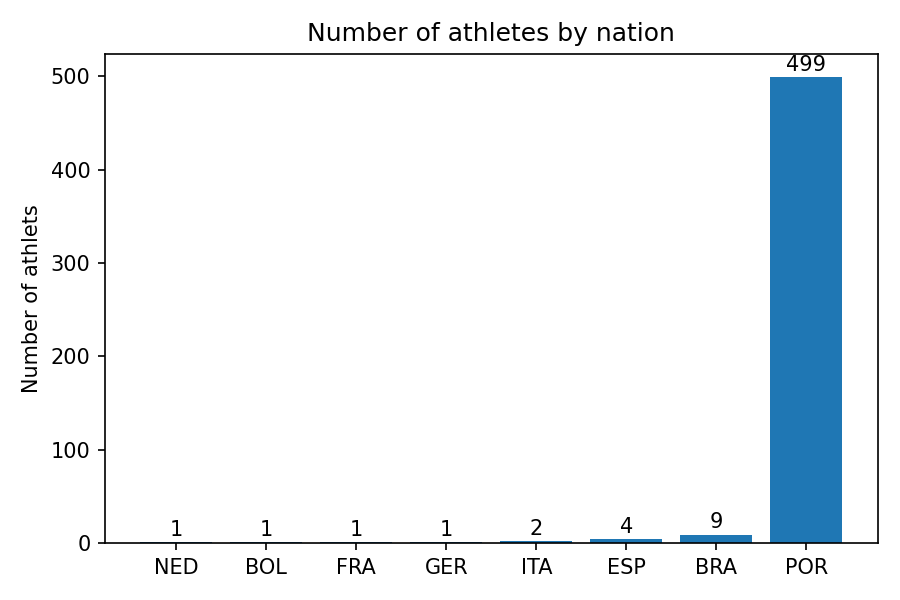 Number of athletes by nation
Number of athlets
500
400
300
200
100
0
1 1 1 1 2 4 9 499
NED BOL FRA GER ITA ESP BRA POR